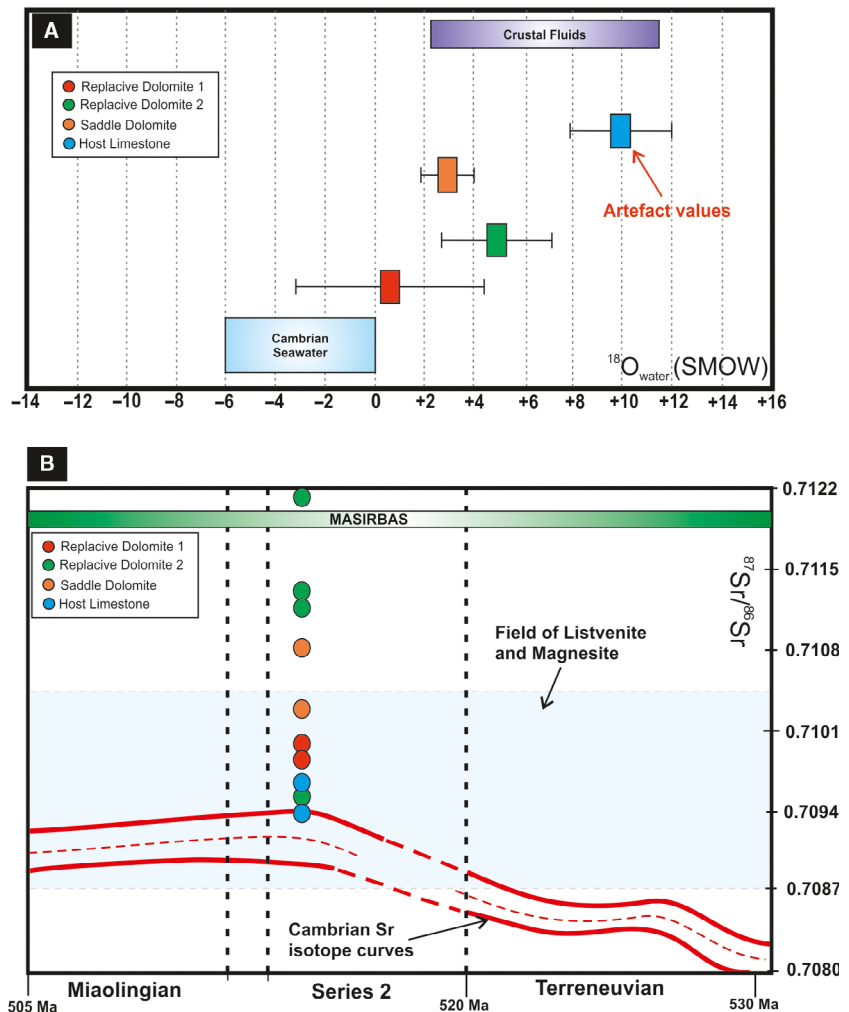 A
Crustal Fluids
Replacive Dolomite 1
Replacive Dolomite 2
Saddle Dolomite
Host Limestone
Artefact values
Cambrian
Seawater
18Owater (SMOW)
−14 −12 −10 −8 −6 −4 −2 0 +2 +4 +6 +8 +10 +12 +14 +16
B
0.7122
MASIRBAS
Replacive Dolomite 1
Replacive Dolomite 2
Saddle Dolomite
Host Limestone
87Sr/86Sr
0.7115
Field of Listvenite
and Magnesite
0.7108
0.7101
0.7094
0.7087
Cambrian Sr
isotope curves
0.7080
Miaolingian Series 2 Terreneuvian
505 Ma 520 Ma 530 Ma